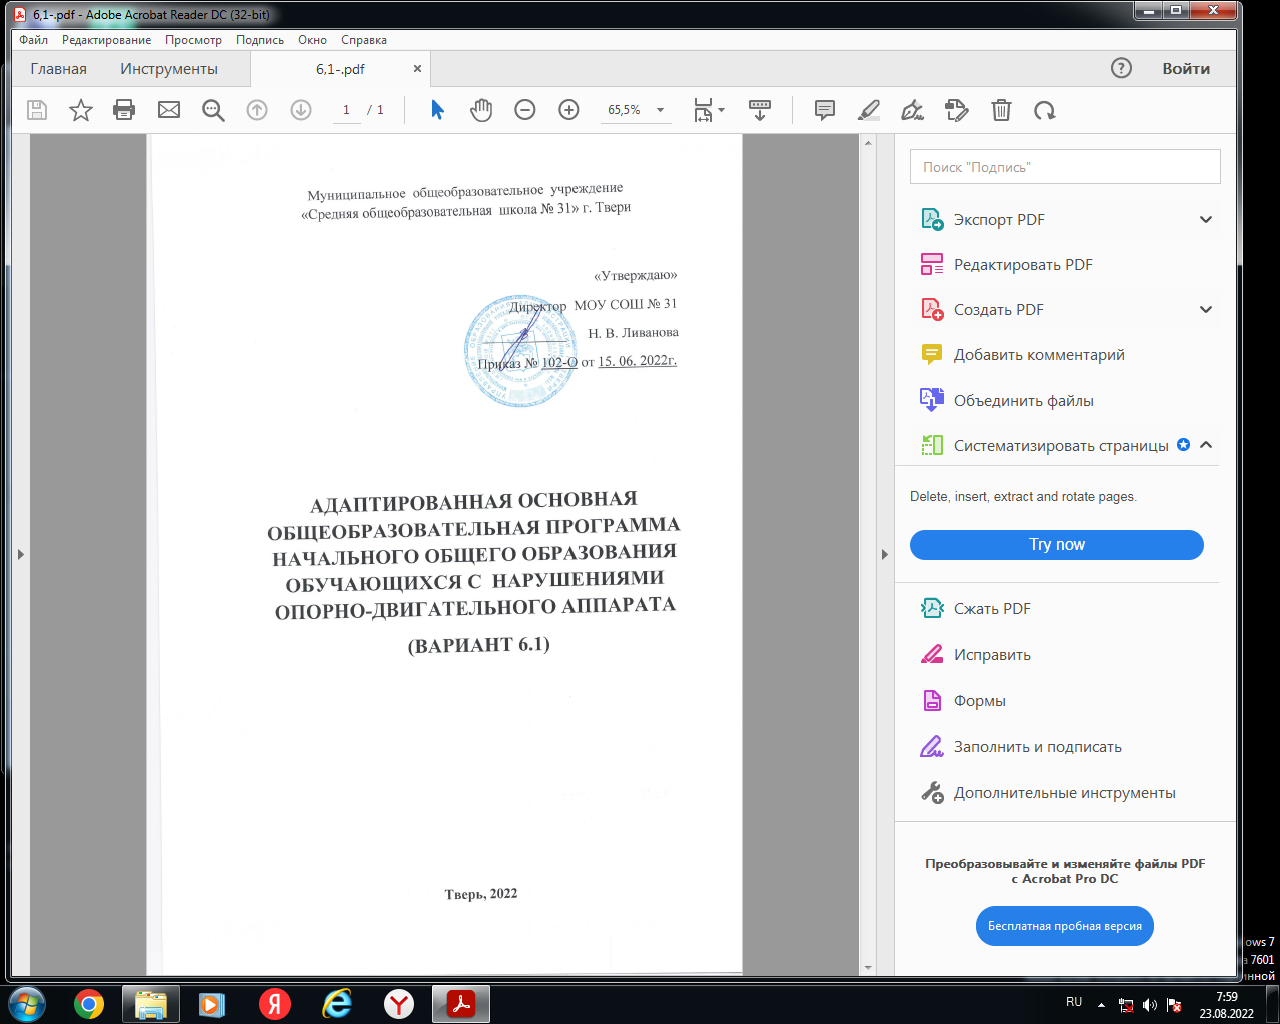 6,1-.pdf - Adobe Acrobat Reader DC (32-bit)
Файл Редактирование Просмотр Подпись Окно Справка
Главная Инструменты 6,1-.pdf × Войти
1 / 1 65,5%
Муниципальное общеобразовательное учреждение
«Средняя общеобразовательная школа № 31» г. Твери
«Утверждаю»
Директор МОУ СОШ № 31
Н. В. Ливанова
Приказ № 102-О от 15. 06. 2022г.
АДАПТИРОВАННАЯ ОСНОВНАЯ
ОБЩЕОБРАЗОВАТЕЛЬНАЯ ПРОГРАММА
НАЧАЛЬНОГО ОБЩЕГО ОБРАЗОВАНИЯ
ОБУЧАЮЩИХСЯ С НАРУШЕНИЯМИ
ОПОРНО-ДВИГАТЕЛЬНОГО АППАРАТА
(ВАРИАНТ 6.1)
Тверь, 2022
Поиск "Подпись"
Экспорт PDF
Редактировать PDF
Создать PDF
Добавить комментарий
Объединить файлы
Систематизировать страницы
Delete, insert, extract and rotate pages.
Try now
Сжать PDF
Исправить
Формы
Заполнить и подписать
Дополнительные инструменты
Преобразовывайте и изменяйте файлы PDF
с Acrobat Pro DC
Бесплатная пробная версия
ows 7
7601
нной
RU
7:59
23.08.2022